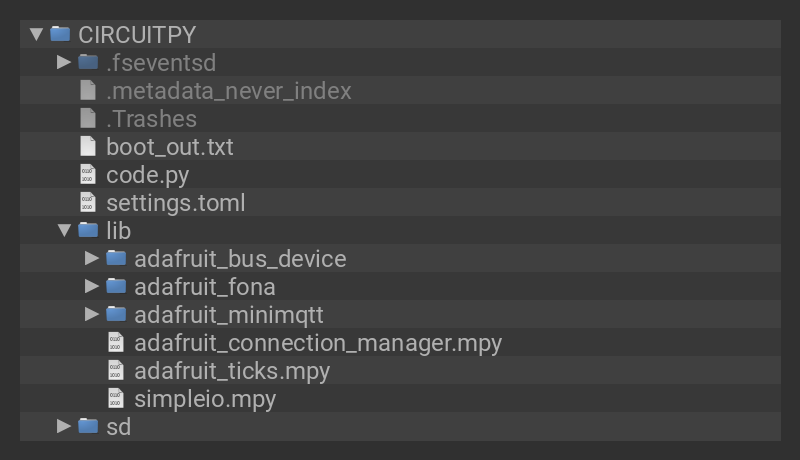 CIRCUITPY
.fseventsd
.metadata_never_index
.Trashes
boot_out.txt
code.py
settings.toml
lib
adafruit_bus_device
adafruit_fona
adafruit_minimqtt
adafruit_connection_manager.mpy
adafruit_ticks.mpy
simpleio.mpy
sd